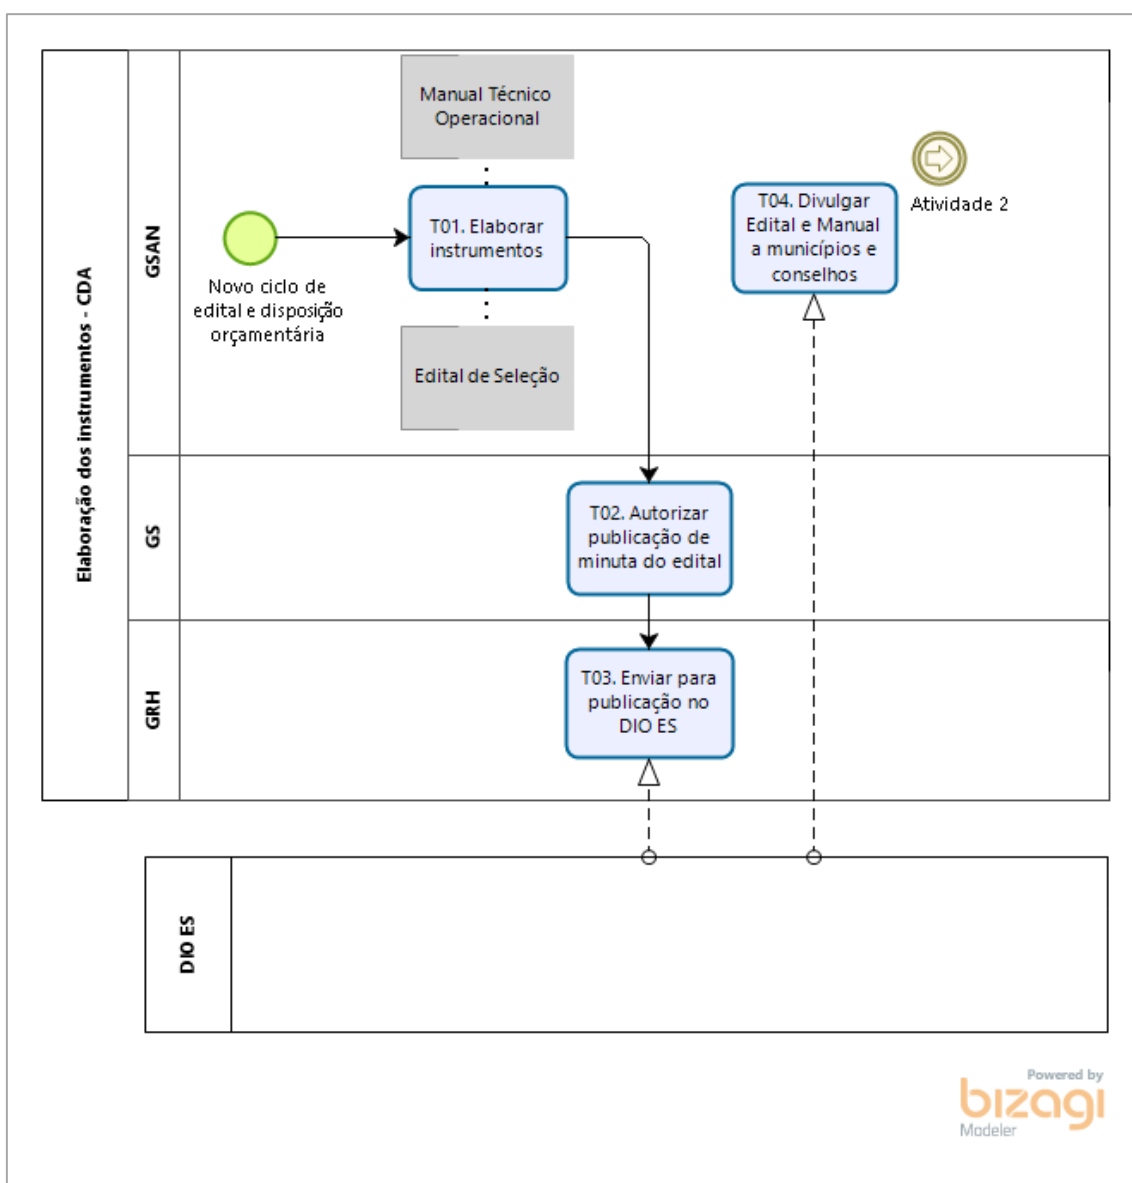 Elaboração dos instrumentos - CDA
GSAN
Manual Técnico
Operacional
T01. Elaborar
instrumentos
Novo ciclo de
edital e disposição
orçamentária
Edital de Seleção
T04. Divulgar
Edital e Manual
a municípios e
conselhos
Atividade 2
GS
T02. Autorizar
publicação de
minuta do edital
GRH
T03. Enviar para
publicação no
DIO ES
DIO ES
Powered by
bizagi
Modeler